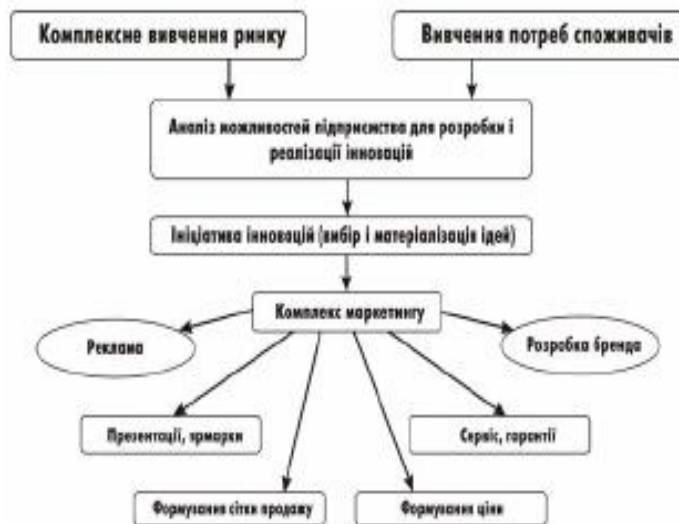 Комплексне вивчення ринку
Вивчення потреб споживачів
Аналіз можливостей підприємства для розробки і
реалізації інновацій
Ініціатива інновацій (вибір і матеріалізація ідей)
Комплекс маркетингу
Реклама
Розробка бренда
Презентації, ярмарки
Сервіс, гарантії
Формування сітки продажу
Формування ціни